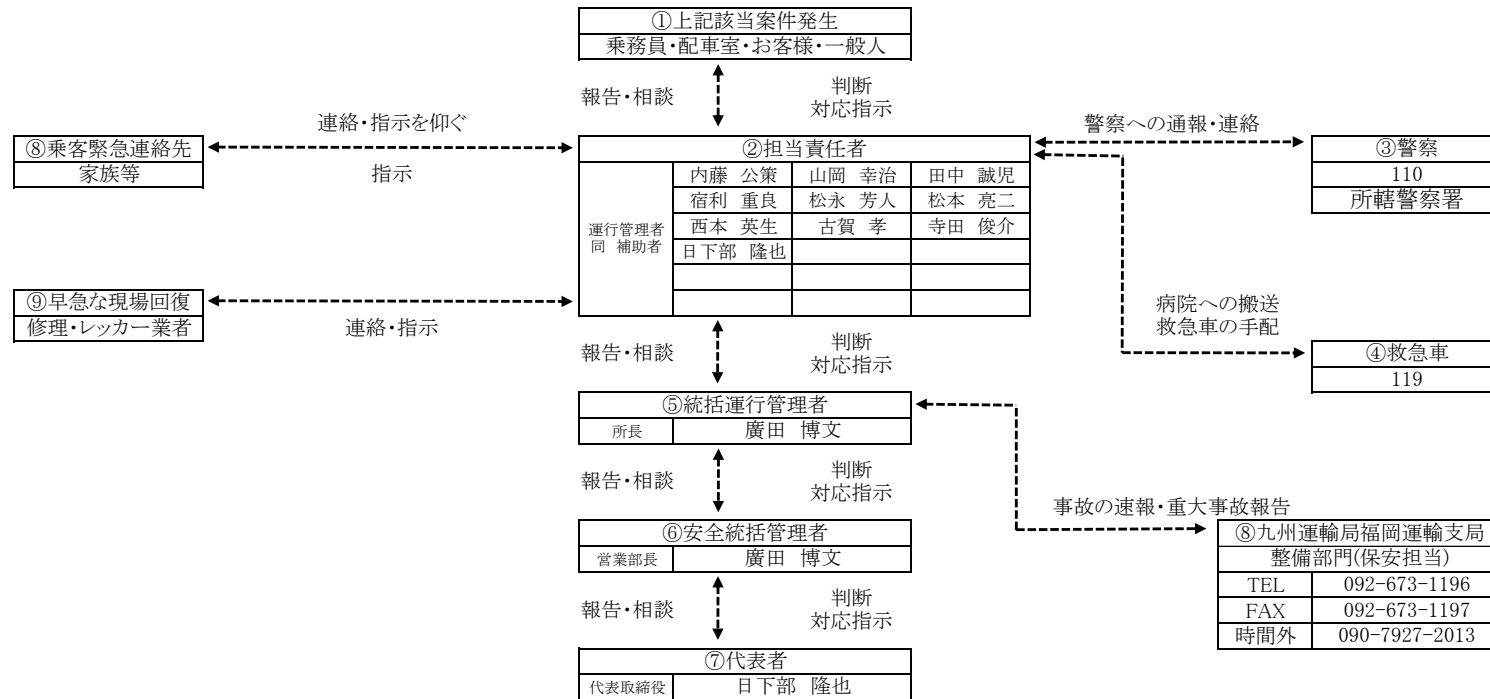 ①上記該当案件発生
乗務員・配車室・お客様・一般人
報告・相談
判断
対応指示
連絡・指示を仰ぐ
警察への通報・連絡
⑧乗客緊急連絡先
家族等
指示
②担当責任者
運行管理者
同 補助者
内藤 公策 山岡 幸治 田中 誠児
宿利 重良 松永 芳人 松本 亮二
西本 英生 古賀 孝 寺田 俊介
日下部 隆也
③警察
110
所轄警察署
⑨早急な現場回復
修理・レッカー業者
連絡・指示
病院への搬送
救急車の手配
④救急車
119
報告・相談
判断
対応指示
⑤統括運行管理者
所長 廣田 博文
報告・相談
判断
対応指示
事故の速報・重大事故報告
⑥安全統括管理者
営業部長 廣田 博文
⑧九州運輸局福岡運輸支局
整備部門(保安担当)
TEL 092-673-1196
FAX 092-673-1197
時間外 090-7927-2013
報告・相談
判断
対応指示
⑦代表者
代表取締役 日下部 隆也